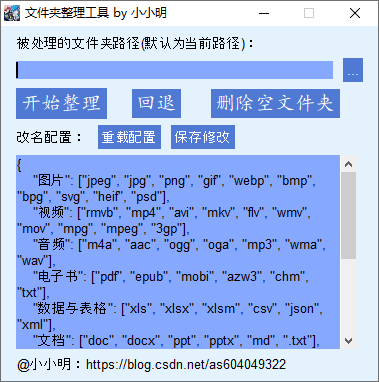 文件夹整理工具 by 小小明
被处理的文件夹路径(默认为当前路径)：
...
开始整理 回退 删除空文件夹
改名配置： 重载配置 保存修改
{
"图片": ["jpeg", "jpg", "png", "gif", "webp", "bmp",
"bpg", "svg", "heif", "psd"],
"视频": ["rmvb", "mp4", "avi", "mkv", "flv", "wmv",
"mov", "mpg", "mpeg", "3gp"],
"音频": ["m4a", "aac", "ogg", "oga", "mp3", "wma",
"wav"],
"电子书": ["pdf", "epub", "mobi", "azw3", "chm",
"txt"],
"数据与表格": ["xls", "xlsx", "xlsm", "csv", "json",
"xml"],
"文档": ["doc", "docx", "ppt", "pptx", "md", ".txt"],
@小小明：https://blog.csdn.net/as604049322